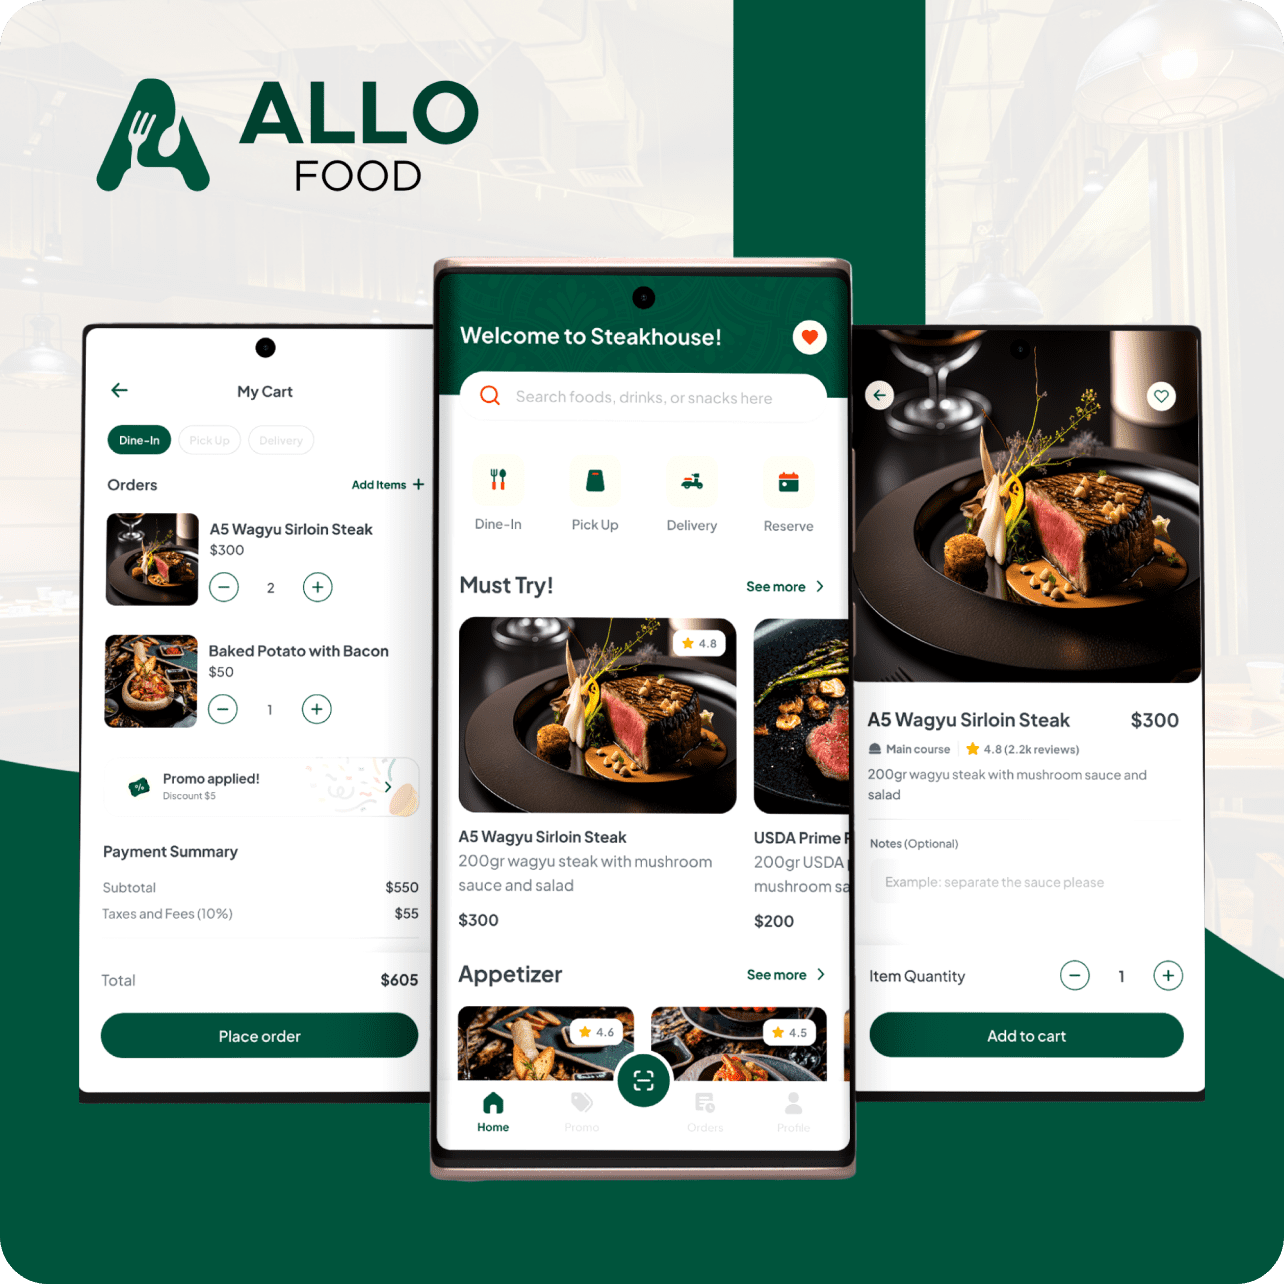 ALLO
FOOD
My Cart
Dine-In
Pick Up
Delivery
Orders
Add Items +
A5 Wagyu Sirloin Steak
$300
2
Baked Potato with Bacon
$50
1
%
Promo applied!
Discount $5
Payment Summary
Subtotal $550
Taxes and Fees (10%) $55
Total $605
Place order
Welcome to Steakhouse!
Search foods, drinks, or snacks here
Dine-In
Pick Up
Delivery
Reserve
Must Try!
See more
4.8
A5 Wagyu Sirloin Steak
200gr wagyu steak with mushroom
sauce and salad
$300
USDA Prime
200gr USDA
mushroom
$200
Appetizer
See more
4.6
4.5
Home
Promo
Orders
Profile
A5 Wagyu Sirloin Steak $300
Main course
4.8 (2.2k reviews)
200gr wagyu steak with mushroom sauce and
salad
Notes (Optional)
Example: separate the sauce please
Item Quantity
1
Add to cart